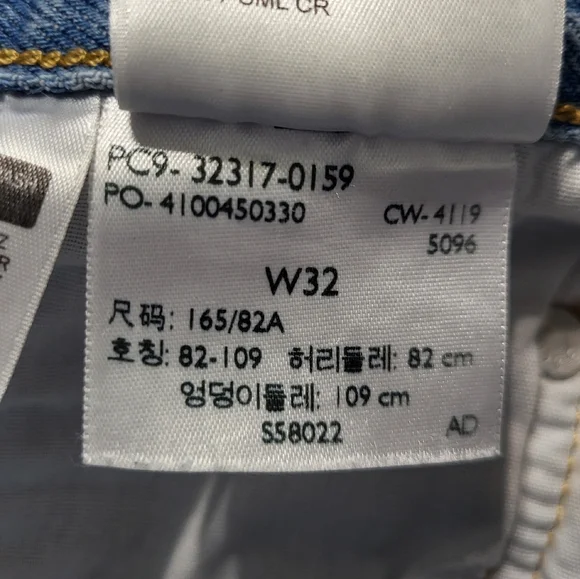 CR
PC9- 32317-0159
PO- 4100450330
CW- 4119
5096
W32
尺码: 165/82A
호칭: 82-109 허리둘레: 82 cm
엉덩이둘레: 109 cm
S58022
AD